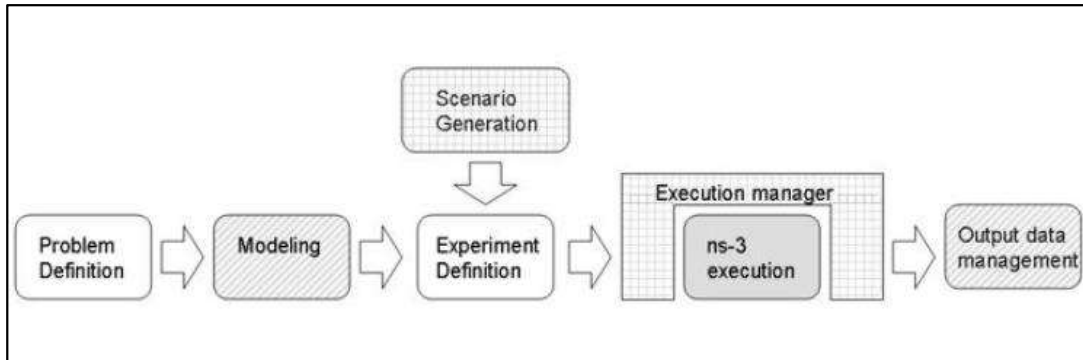 Scenario
Generation
Execution manager
Problem
Definition
Modeling
Experiment
Definition
ns-3
execution
Output data
management